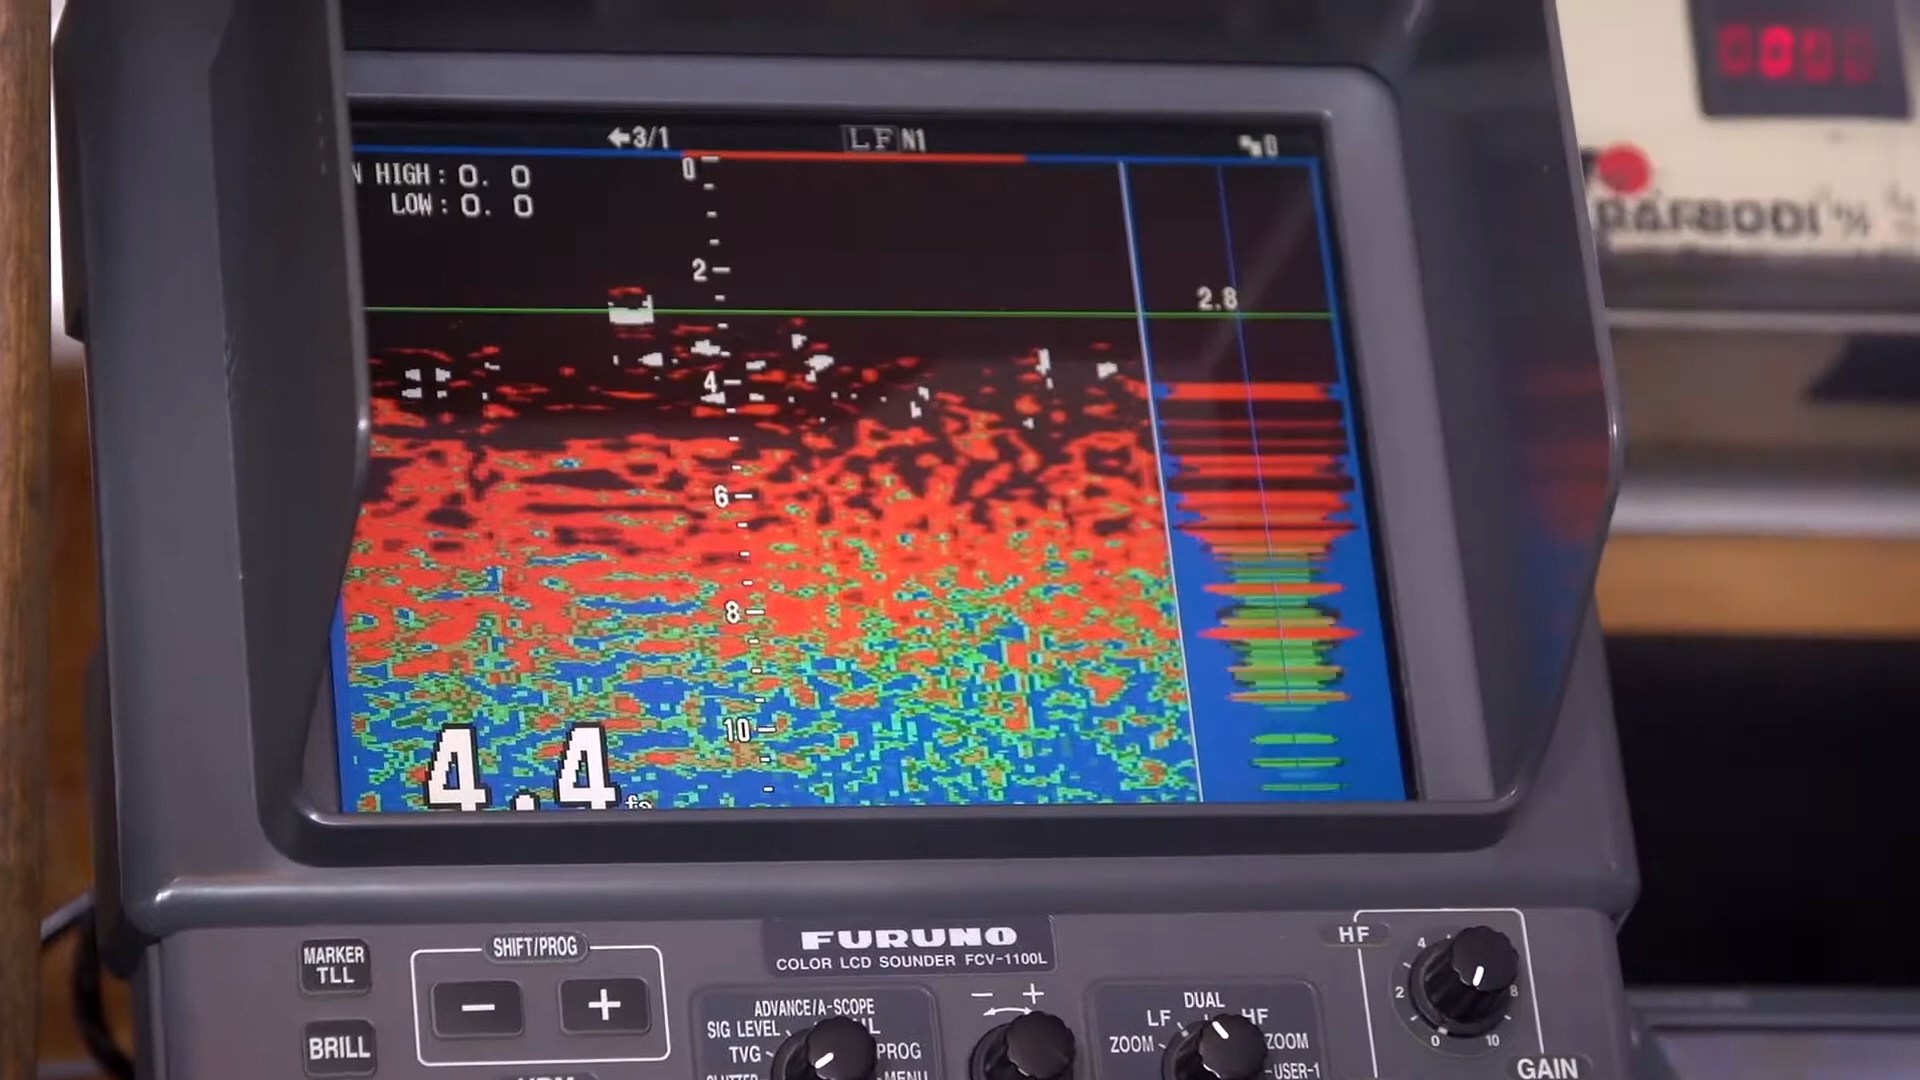 ←3/1 LF N1 0
HIGH: 0. 0
LOW: 0. 0
0
2
2.8
4
6
8
10
4.4
FURUNO
COLOR LCD SOUNDER FCV-1100L
MARKER
TLL
SHIFT/PROG
− +
BRILL
ADVANCE/A-SCOPE
SIG LEVEL
TVG
PROG
MENU
− +
DUAL
LF HF
ZOOM ZOOM
USER-1
HF
4
2 8
0 10
GAIN